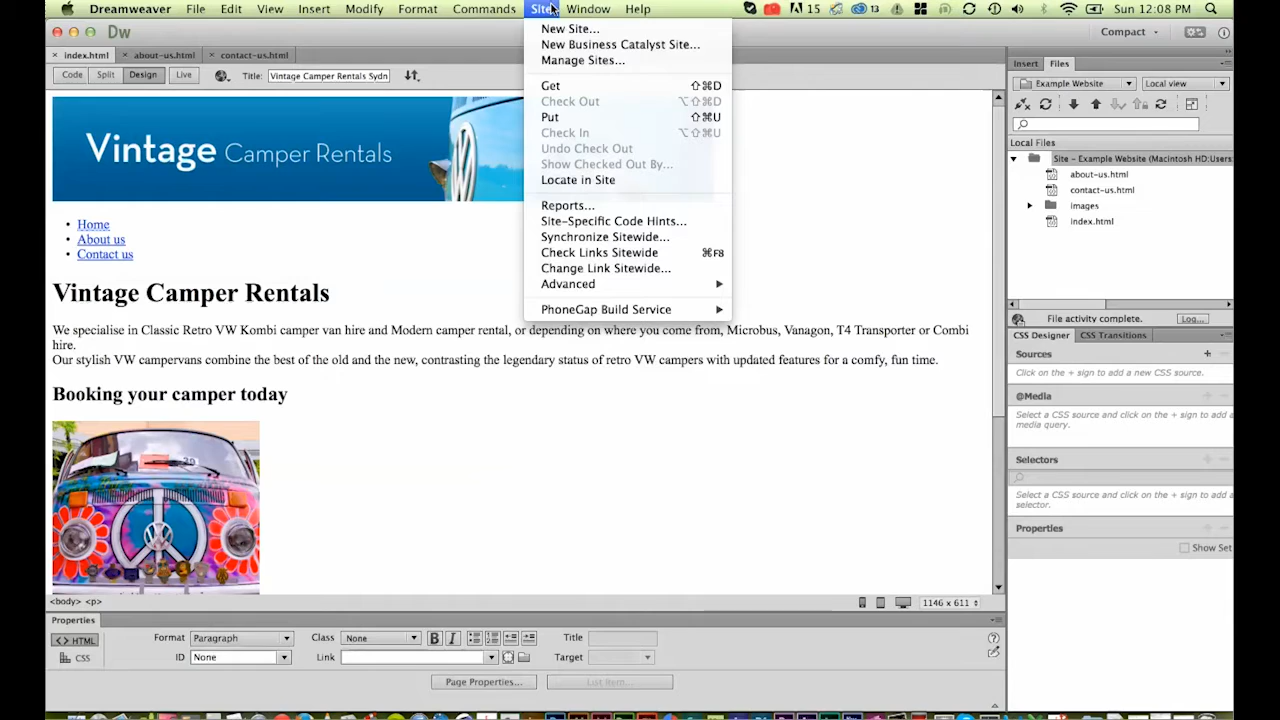 Dreamweaver File Edit View Insert Modify Format Commands Site Window Help 15 13 Sun 12:08 PM
Dw Compact
index.html about-us.html contact-us.html
Code Split Design Live Title: Vintage Camper Rentals Sydn
New Site...
New Business Catalyst Site...
Manage Sites...
Get ⇧⌘D
Check Out ⌥⇧⌘D
Put ⇧⌘U
Check In ⌥⇧⌘U
Undo Check Out
Show Checked Out By...
Locate in Site
Reports...
Site-Specific Code Hints...
Synchronize Sitewide...
Check Links Sitewide ⌘F8
Change Link Sitewide...
Advanced
PhoneGap Build Service
Vintage Camper Rentals
Home
About us
Contact us
Vintage Camper Rentals
We specialise in Classic Retro VW Kombi camper van hire and Modern camper rental, or depending on where you come from, Microbus, Vanagon, T4 Transporter or Combi
hire.
Our stylish VW campervans combine the best of the old and the new, contrasting the legendary status of retro VW campers with updated features for a comfy, fun time.
Booking your camper today
<body> <p>
1146 x 611
Insert Files
Example Website Local view
Local Files
Site - Example Website (Macintosh HD:Users:
about-us.html
contact-us.html
images
index.html
File activity complete. Log...
CSS Designer CSS Transitions
Sources
Click on the + sign to add a new CSS source.
@Media
Select a CSS source and click on the + sign to add a
media query.
Selectors
Select a CSS source and click on the + sign to add a
selector.
Properties
Show Set
Properties
<> HTML Format Paragraph Class None B I Title
CSS ID None Link Target
Page Properties... List Item...